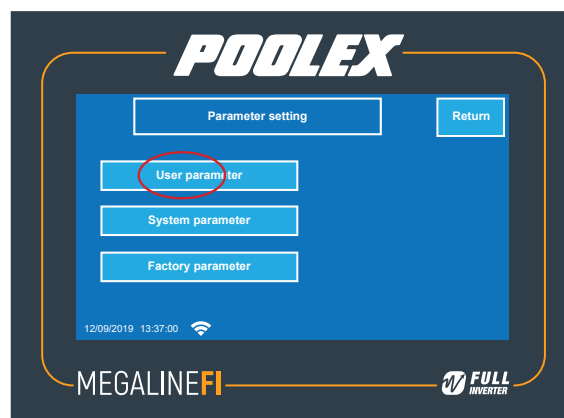 POOLEX
Parameter setting
Return
User parameter
System parameter
Factory parameter
12/09/2019 13:37:00
MEGALINEFI
FULL
INVERTER